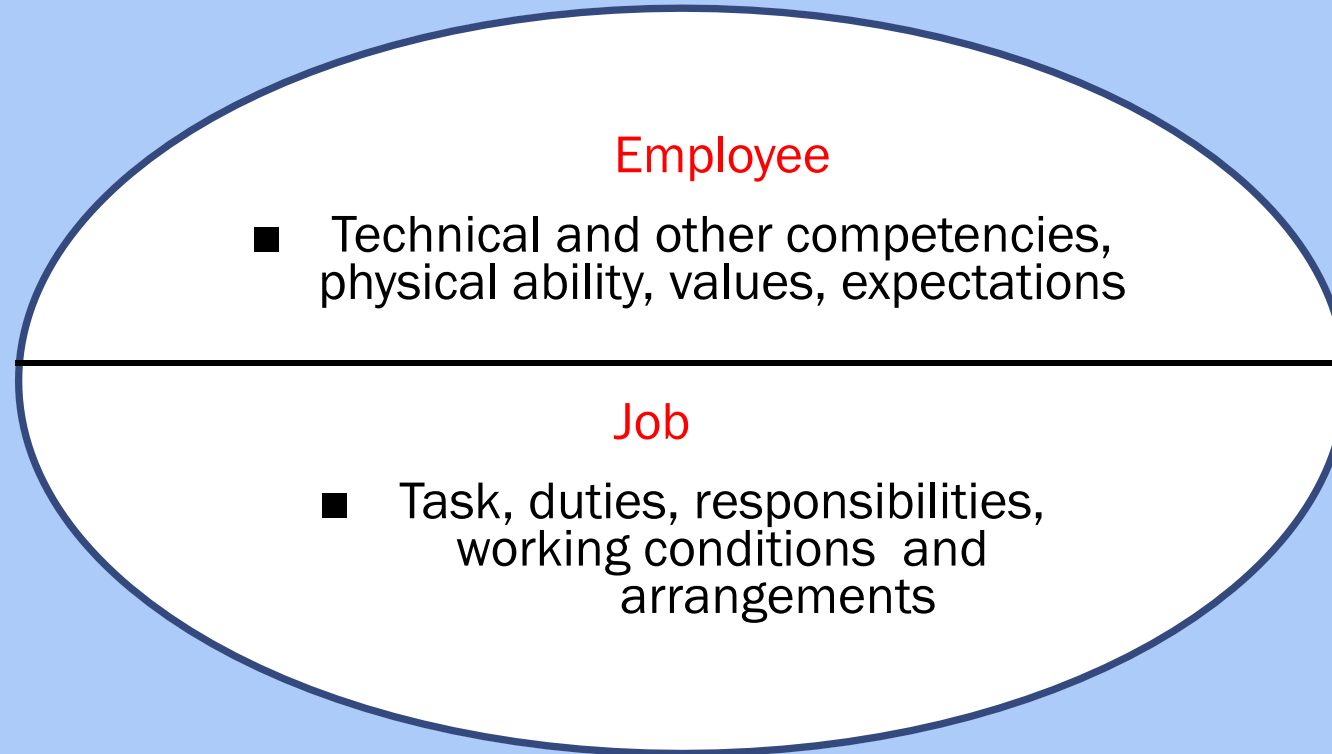 Employee
■ Technical and other competencies,
physical ability, values, expectations
Job
■ Task, duties, responsibilities,
working conditions and
arrangements